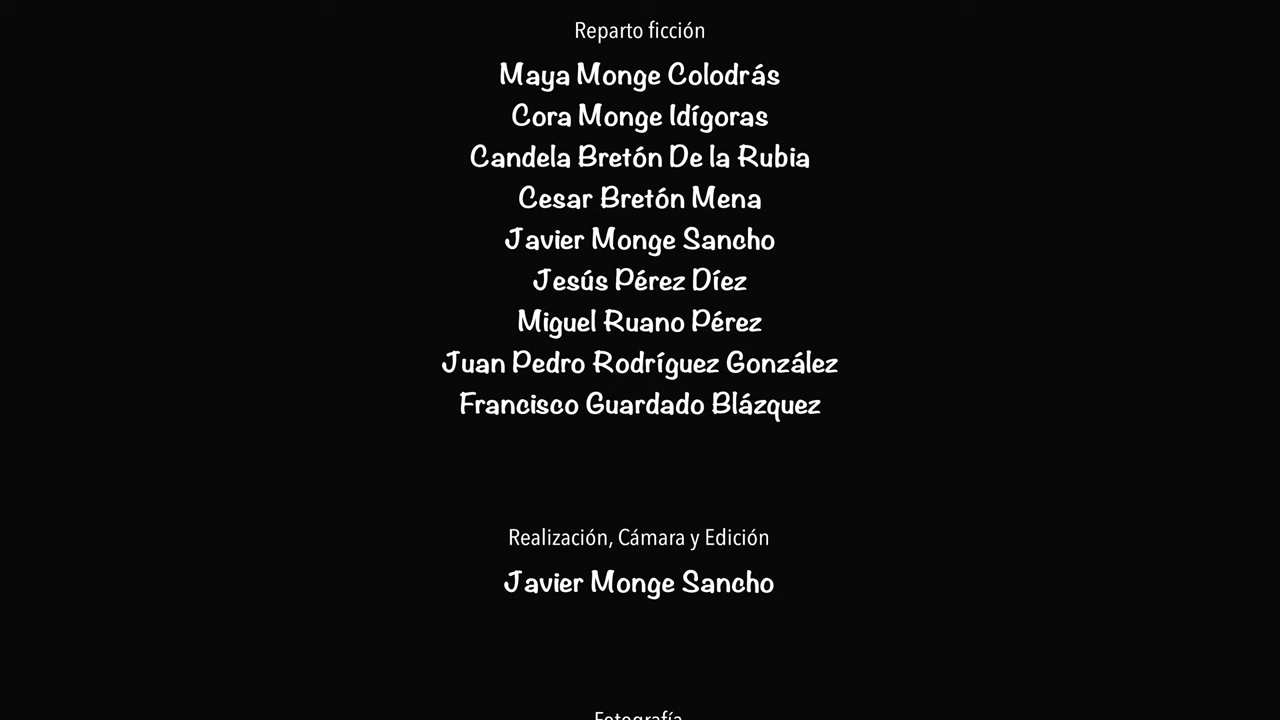 Reparto ficción
Maya Monge Colodrás
Cora Monge Idígoras
Candela Bretón De la Rubia
Cesar Bretón Mena
Javier Monge Sancho
Jesús Pérez Díez
Miguel Ruano Pérez
Juan Pedro Rodríguez González
Francisco Guardado Blázquez
Realización, Cámara y Edición
Javier Monge Sancho
Fotografía